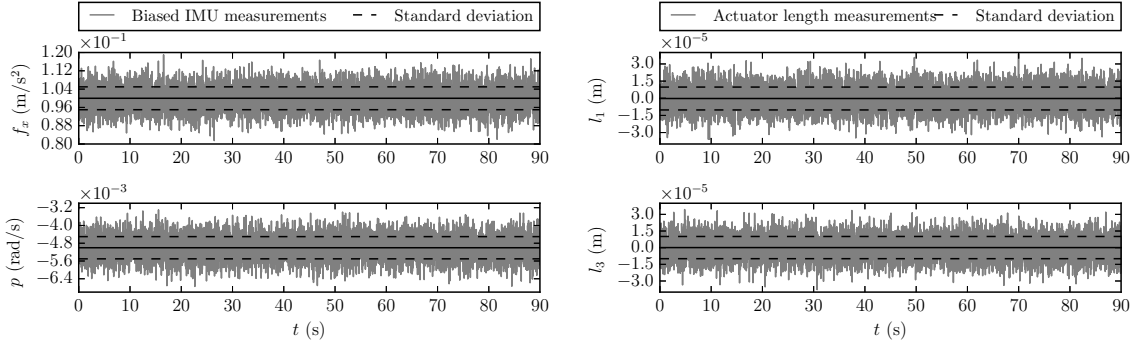 Biased IMU measurements Standard deviation
×10⁻¹
1.20
1.12
1.04
0.96
0.88
0.80
f_x (m/s²)
0 10 20 30 40 50 60 70 80 90
×10⁻³
−3.2
−4.0
−4.8
−5.6
−6.4
p (rad/s)
0 10 20 30 40 50 60 70 80 90
t (s)
Actuator length measurements Standard deviation
×10⁻⁵
3.0
1.5
0.0
−1.5
−3.0
l₁ (m)
0 10 20 30 40 50 60 70 80 90
×10⁻⁵
3.0
1.5
0.0
−1.5
−3.0
l₃ (m)
0 10 20 30 40 50 60 70 80 90
t (s)